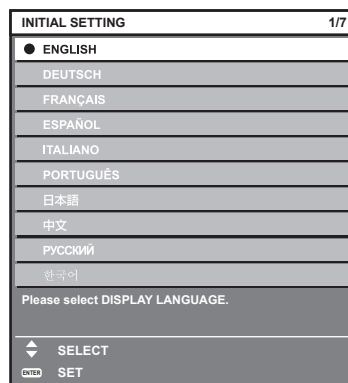 INITIAL SETTING 1/7
ENGLISH
DEUTSCH
FRANÇAIS
ESPAÑOL
ITALIANO
PORTUGUÊS
日本語
中文
РУССКИЙ
한국어
Please select DISPLAY LANGUAGE.
SELECT
ENTER SET